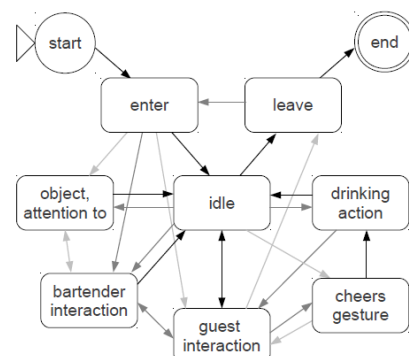 start
end
enter
leave
object,
attention to
idle
drinking
action
bartender
interaction
guest
interaction
cheers
gesture